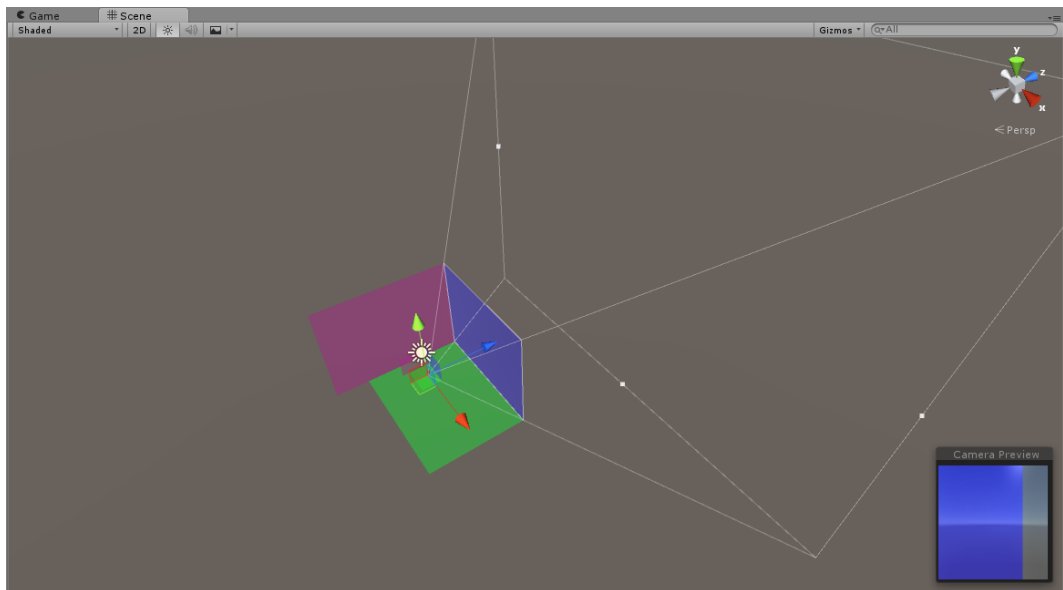 Game
Scene
Shaded
2D
Gizmos
All
y
z
x
Persp
Camera Preview